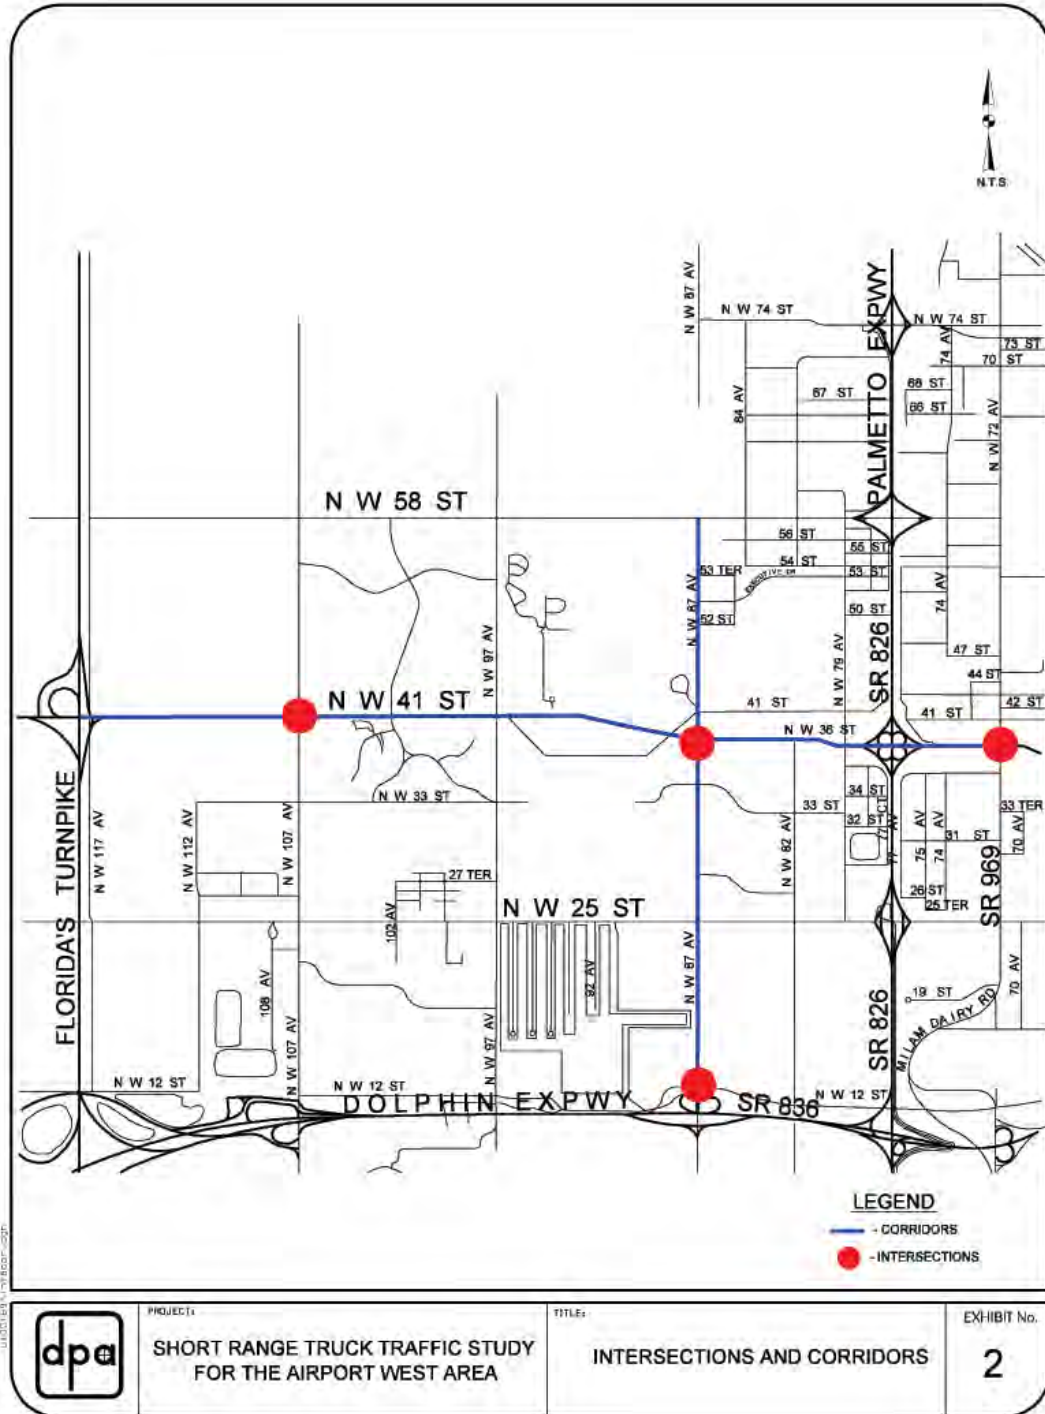 N.T.S.
N W 87 AV
N W 74 ST
PALMETTO EXPWY
N W 74 ST
74 AV
73 ST
70 ST
84 AV
67 ST
68 ST
66 ST
N W 72 AV
N W 58 ST
56 ST
55 ST
54 ST
53 TER
EXECUTIVE DR
53 ST
N W 87 AV
52 ST
50 ST
74 AV
N W 97 AV
N W 79 AV
SR 826
47 ST
44 ST
N W 41 ST
41 ST
41 ST
42 ST
N W 36 ST
FLORIDA'S TURNPIKE
N W 117 AV
N W 112 AV
N W 107 AV
N W 33 ST
33 ST
34 ST
32 ST
N W 82 AV
75 AV
74 AV
31 ST
33 TER
70 AV
SR 969
27 TER
102 AV
N W 25 ST
26 ST
25 TER
108 AV
N W 107 AV
N W 97 AV
92 AV
N W 87 AV
SR 826
19 ST
MILAM DAIRY RD
70 AV
N W 12 ST
N W 12 ST
DOLPHIN EXPWY
SR 836
N W 12 ST
LEGEND
- CORRIDORS
-INTERSECTIONS
dpa
PROJECT:
SHORT RANGE TRUCK TRAFFIC STUDY
FOR THE AIRPORT WEST AREA
TITLE:
INTERSECTIONS AND CORRIDORS
EXHIBIT No.
2